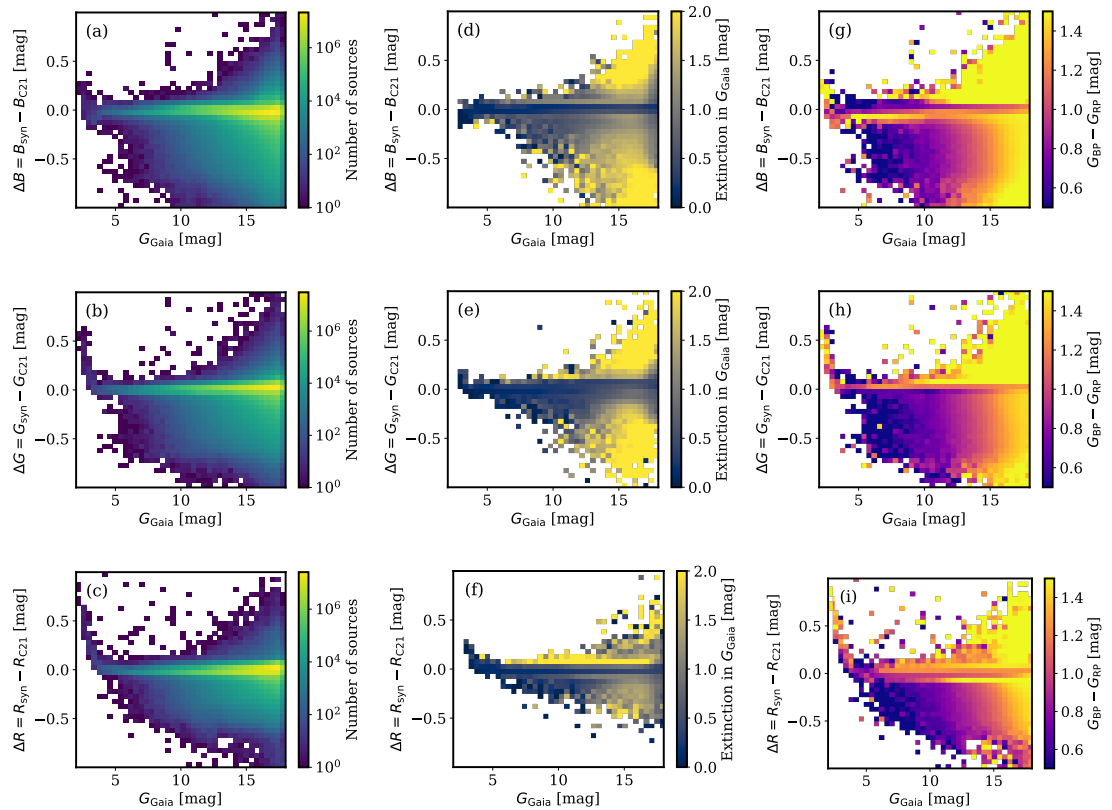 (a)
0.5
0.0
−0.5
5
10
15
G_Gaia [mag]
ΔB = B_syn − B_C21 [mag]
10^6
10^4
10^2
10^0
Number of sources
(d)
0.5
0.0
−0.5
5
10
15
G_Gaia [mag]
ΔB = B_syn − B_C21 [mag]
2.0
1.5
1.0
0.5
0.0
Extinction in G_Gaia [mag]
(g)
0.5
0.0
−0.5
5
10
15
G_Gaia [mag]
ΔB = B_syn − B_C21 [mag]
1.4
1.2
1.0
0.8
0.6
G_BP − G_RP [mag]
(b)
0.5
0.0
−0.5
5
10
15
G_Gaia [mag]
ΔG = G_syn − G_C21 [mag]
10^6
10^4
10^2
10^0
Number of sources
(e)
0.5
0.0
−0.5
5
10
15
G_Gaia [mag]
ΔG = G_syn − G_C21 [mag]
2.0
1.5
1.0
0.5
0.0
Extinction in G_Gaia [mag]
(h)
0.5
0.0
−0.5
5
10
15
G_Gaia [mag]
ΔG = G_syn − G_C21 [mag]
1.4
1.2
1.0
0.8
0.6
G_BP − G_RP [mag]
(c)
0.5
0.0
−0.5
5
10
15
G_Gaia [mag]
ΔR = R_syn − R_C21 [mag]
10^6
10^4
10^2
10^0
Number of sources
(f)
0.5
0.0
−0.5
5
10
15
G_Gaia [mag]
ΔR = R_syn − R_C21 [mag]
2.0
1.5
1.0
0.5
0.0
Extinction in G_Gaia [mag]
(i)
0.5
0.0
−0.5
5
10
15
G_Gaia [mag]
ΔR = R_syn − R_C21 [mag]
1.4
1.2
1.0
0.8
0.6
G_BP − G_RP [mag]